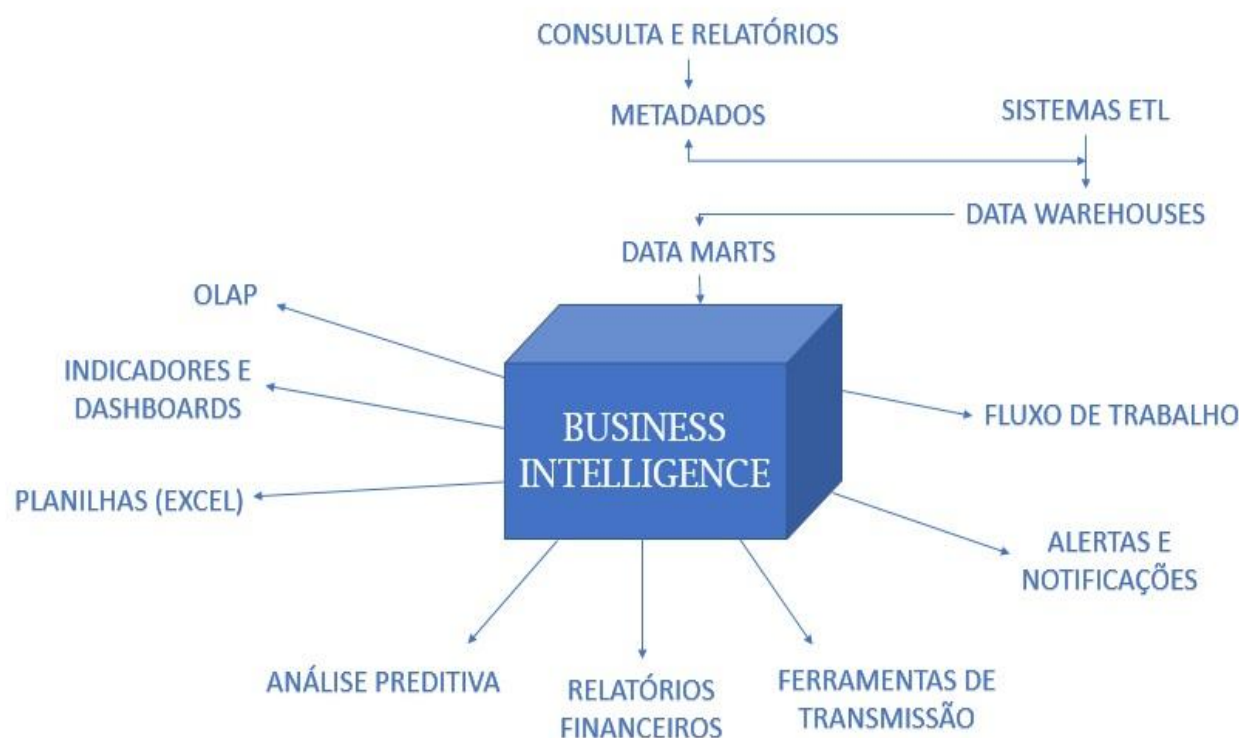 CONSULTA E RELATÓRIOS
METADADOS
SISTEMAS ETL
DATA WAREHOUSES
DATA MARTS
OLAP
INDICADORES E
DASHBOARDS
PLANILHAS (EXCEL)
BUSINESS
INTELLIGENCE
FLUXO DE TRABALHO
ALERTAS E
NOTIFICAÇÕES
ANÁLISE PREDITIVA
RELATÓRIOS
FINANCEIROS
FERRAMENTAS DE
TRANSMISSÃO